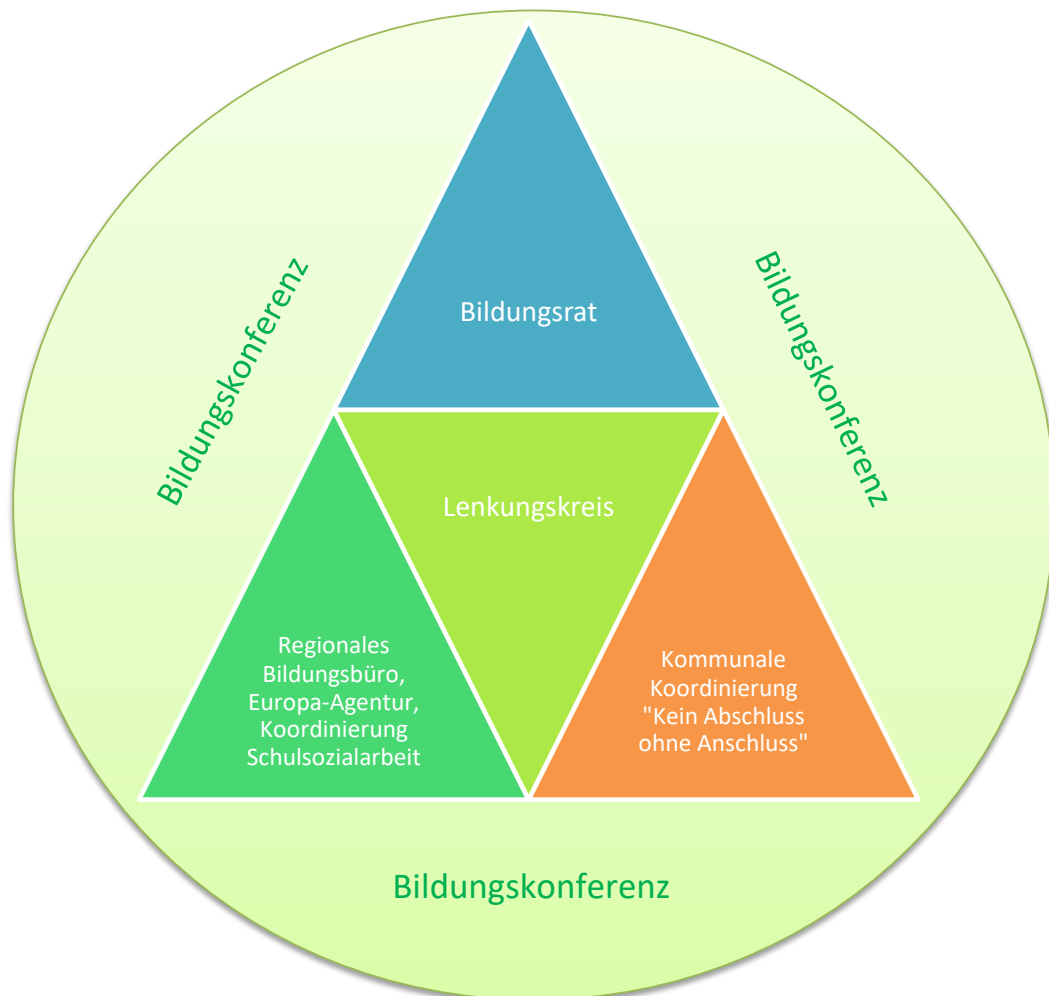 Bildungsrat
Bildungskonferenz
Bildungskonferenz
Lenkungskreis
Regionales
Bildungsbüro,
Europa-Agentur,
Koordinierung
Schulsozialarbeit
Kommunale
Koordinierung
"Kein Abschluss
ohne Anschluss"
Bildungskonferenz